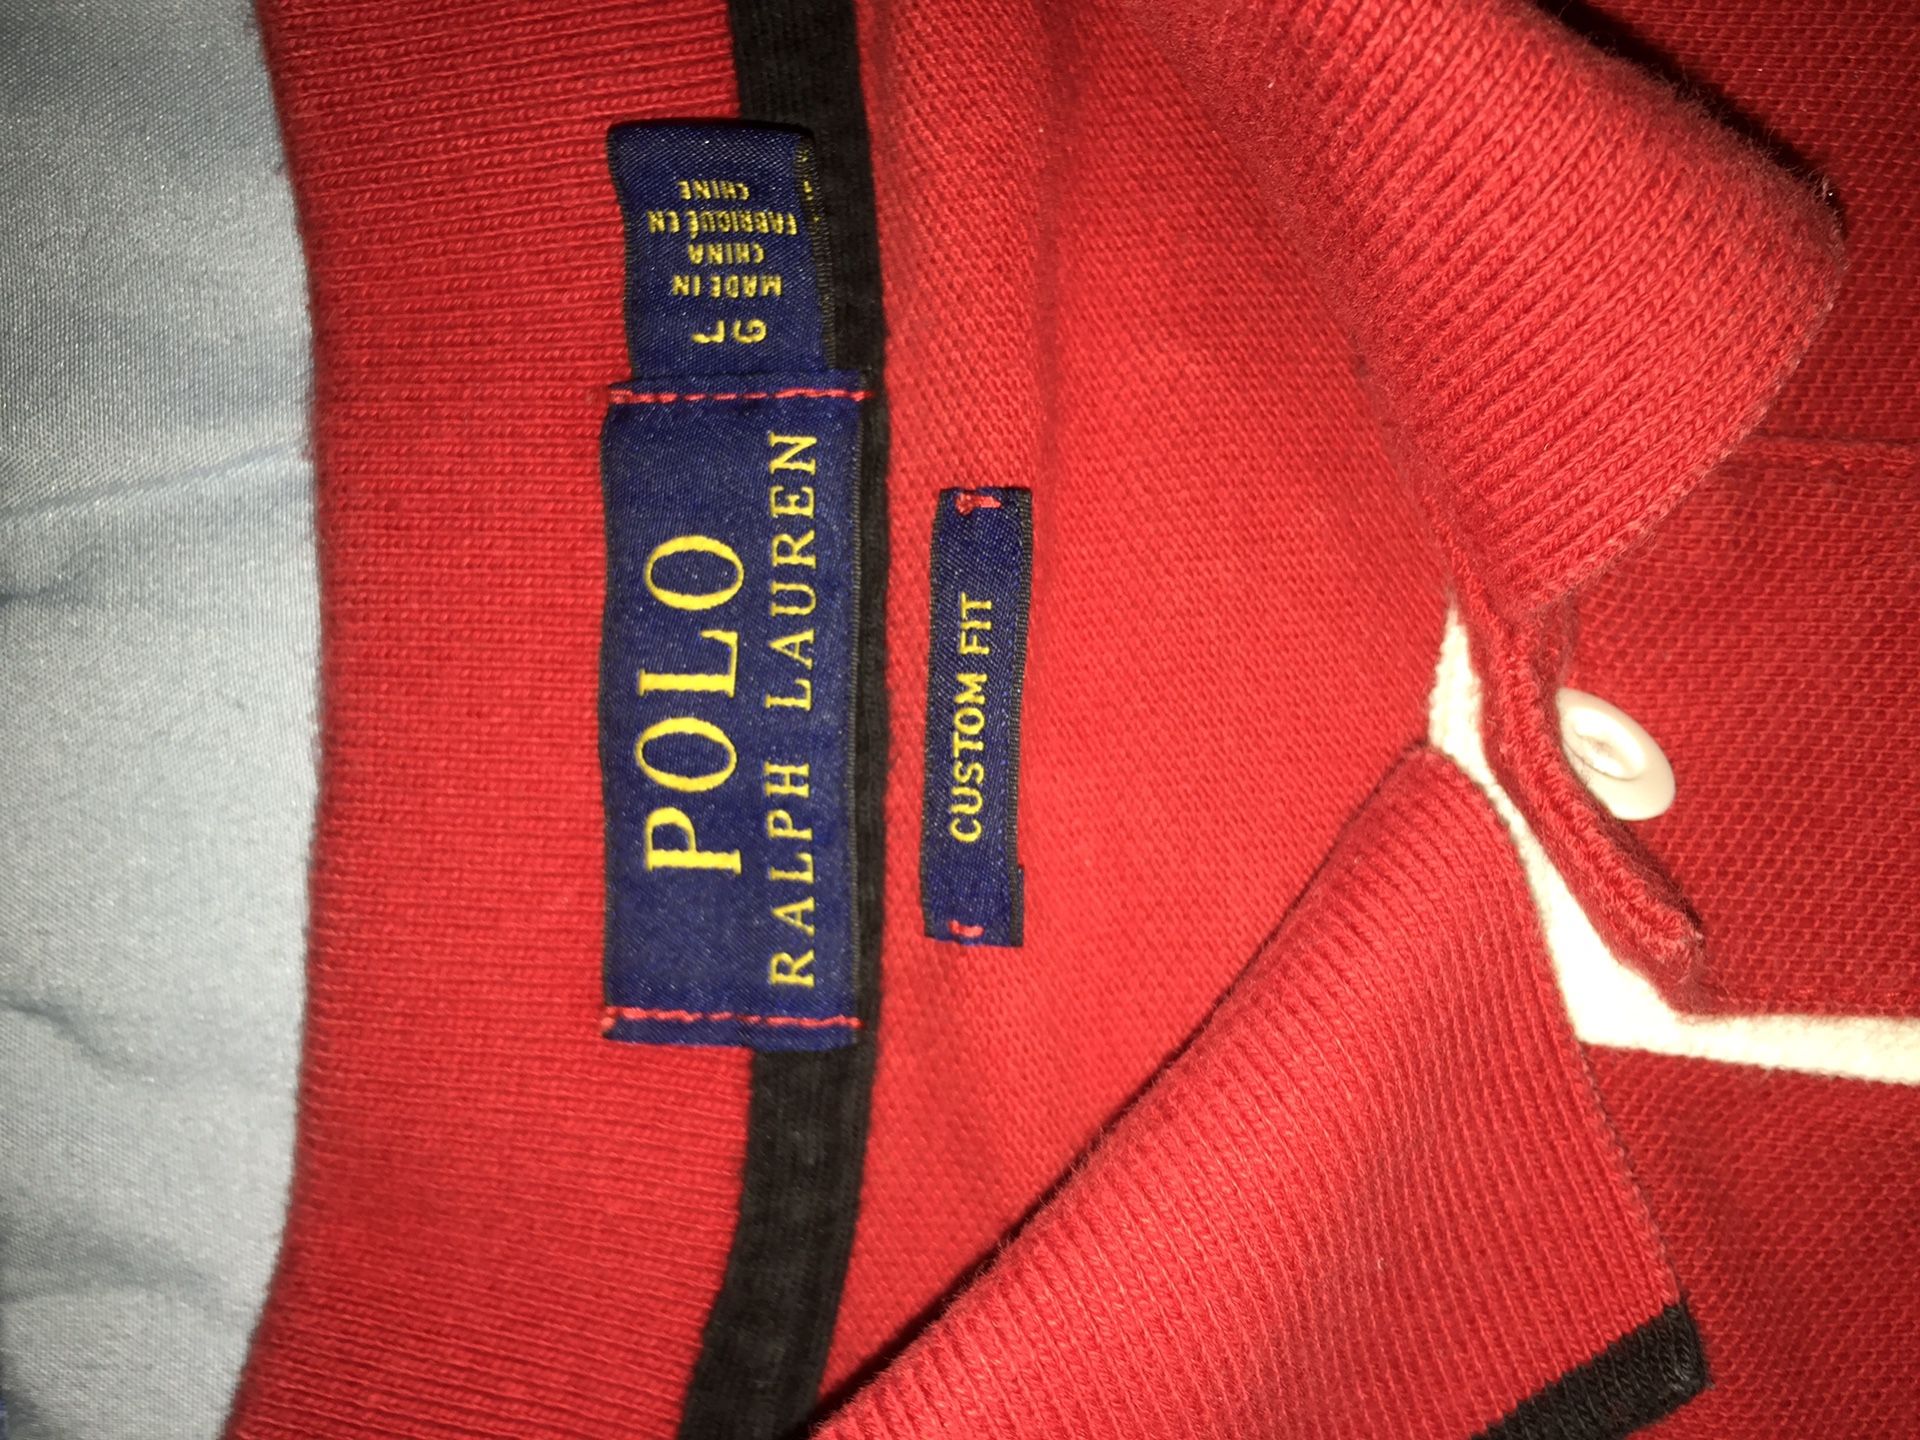 POLO
RALPH LAUREN
CUSTOM FIT
MADE IN
CHINA
FABRIQUÉ EN
CHINE